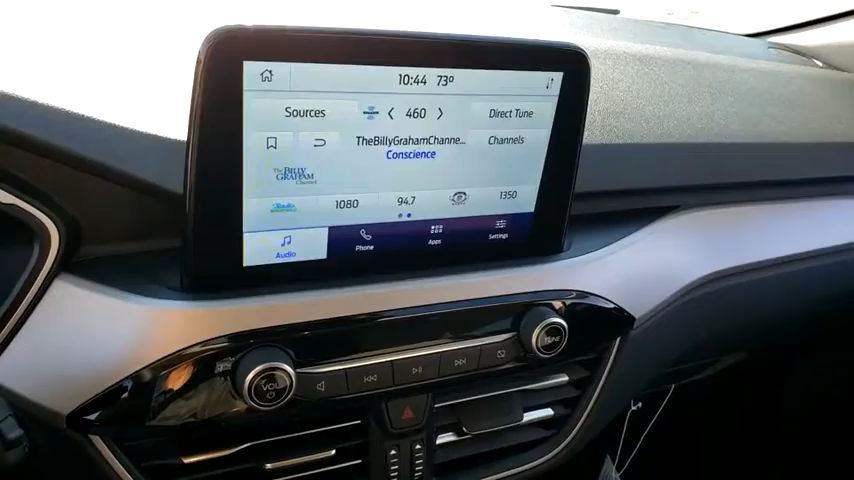 10:44 73°
Sources
460
Direct Tune
TheBillyGrahamChanne...
Channels
Conscience
The BILLY
GRAHAM
Channel
1080
94.7
1350
Audio
Phone
Apps
Settings
VOL
TUNE